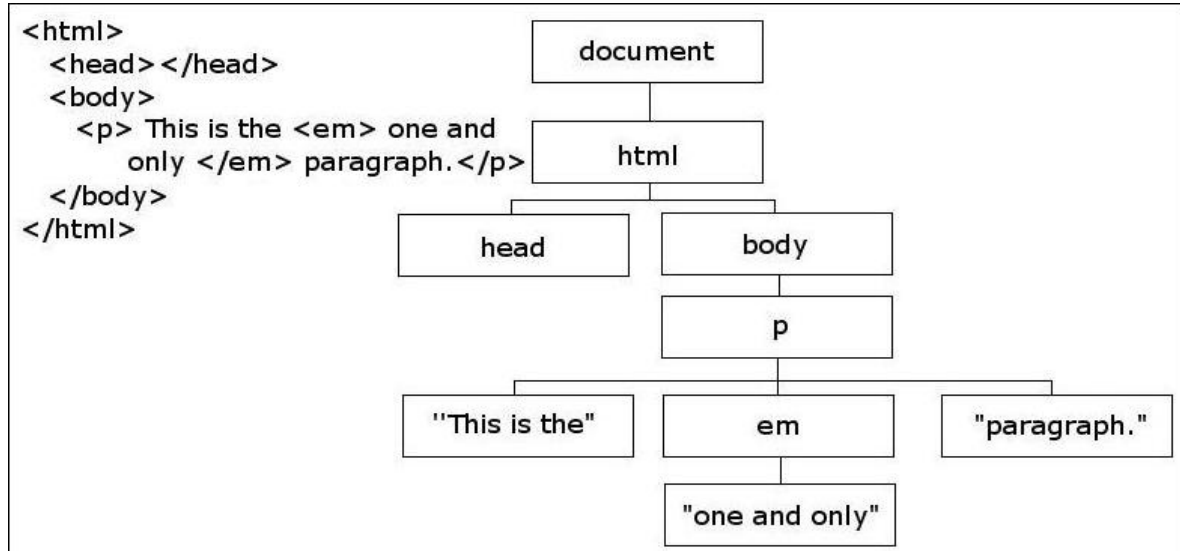 <html>
<head></head>
<body>
<p> This is the <em> one and
only </em> paragraph.</p>
</body>
</html>
document
html
head
body
p
''This is the"
em
"paragraph."
"one and only"